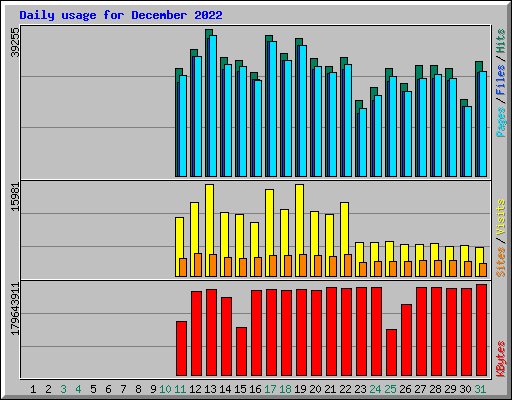 Daily usage for December 2022
39255
Pages / Files / Hits
15981
Sites / Visits
179643911
KBytes
1 2 3 4 5 6 7 8 9 10 11 12 13 14 15 16 17 18 19 20 21 22 23 24 25 26 27 28 29 30 31